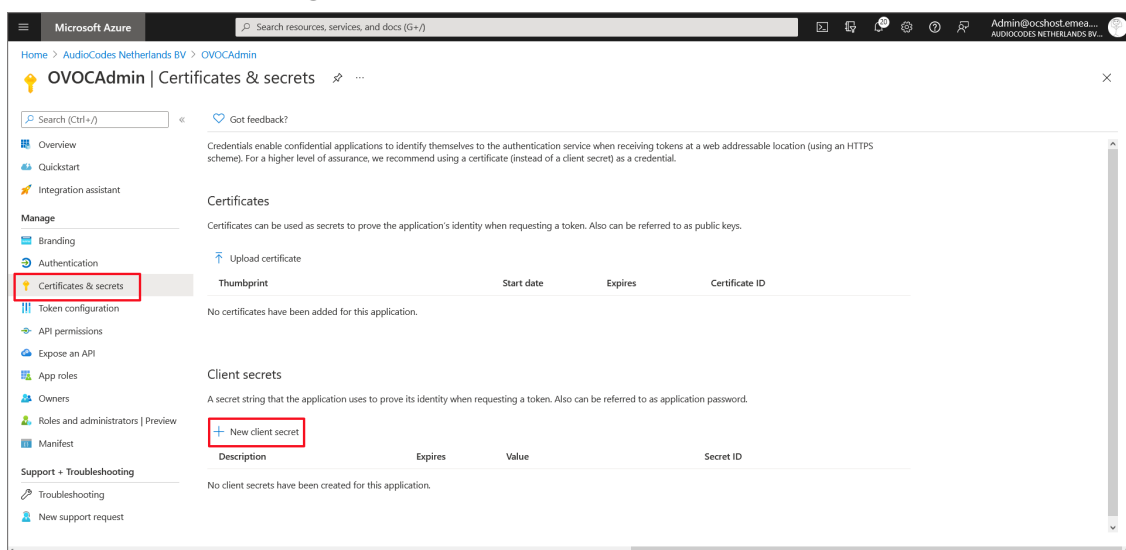 Microsoft Azure
Search resources, services, and docs (G+/)
20
Admin@ocshost.emea....
AUDIOCODES NETHERLANDS BV...
Home > AudioCodes Netherlands BV > OVOCAdmin
OVOCAdmin | Certificates & secrets
Search (Ctrl+/)
Got feedback?
Overview
Quickstart
Integration assistant
Manage
Branding
Authentication
Certificates & secrets
Token configuration
API permissions
Expose an API
App roles
Owners
Roles and administrators | Preview
Manifest
Support + Troubleshooting
Troubleshooting
New support request
Credentials enable confidential applications to identify themselves to the authentication service when receiving tokens at a web addressable location (using an HTTPS
scheme). For a higher level of assurance, we recommend using a certificate (instead of a client secret) as a credential.
Certificates
Certificates can be used as secrets to prove the application's identity when requesting a token. Also can be referred to as public keys.
Upload certificate
Thumbprint Start date Expires Certificate ID
No certificates have been added for this application.
Client secrets
A secret string that the application uses to prove its identity when requesting a token. Also can be referred to as application password.
New client secret
Description Expires Value Secret ID
No client secrets have been created for this application.